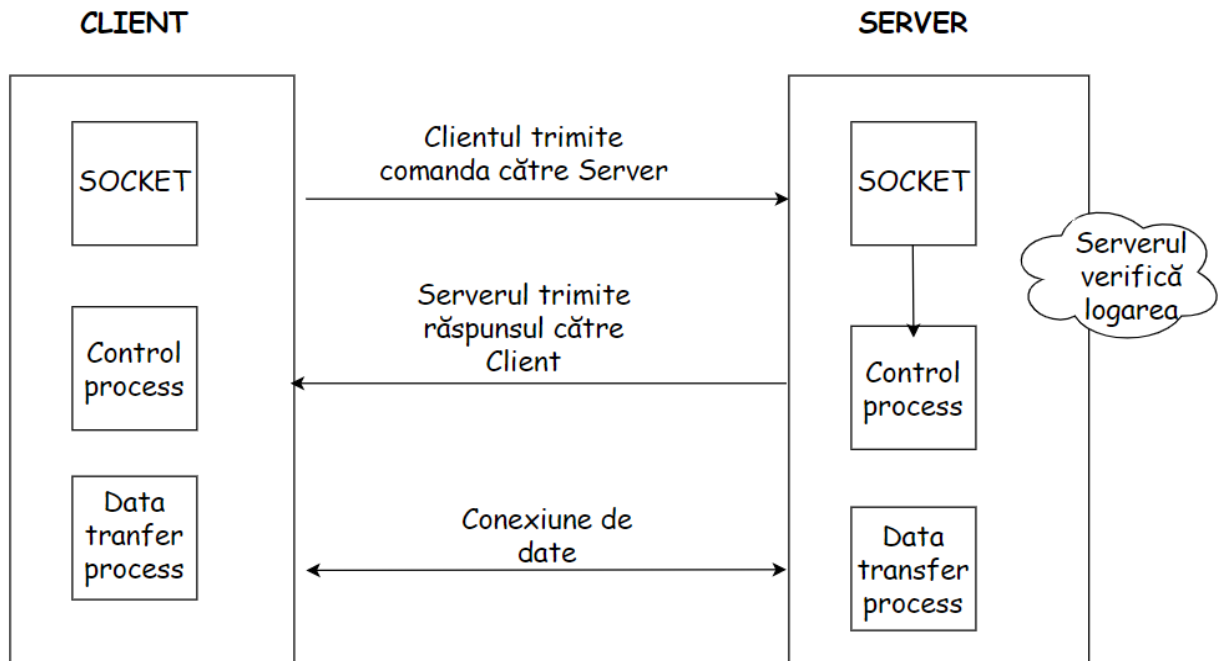 CLIENT
SERVER
SOCKET
Clientul trimite
comanda către Server
SOCKET
Serverul
verifică
logarea
Serverul trimite
răspunsul către
Client
Control
process
Control
process
Data
tranfer
process
Conexiune de
date
Data
transfer
process